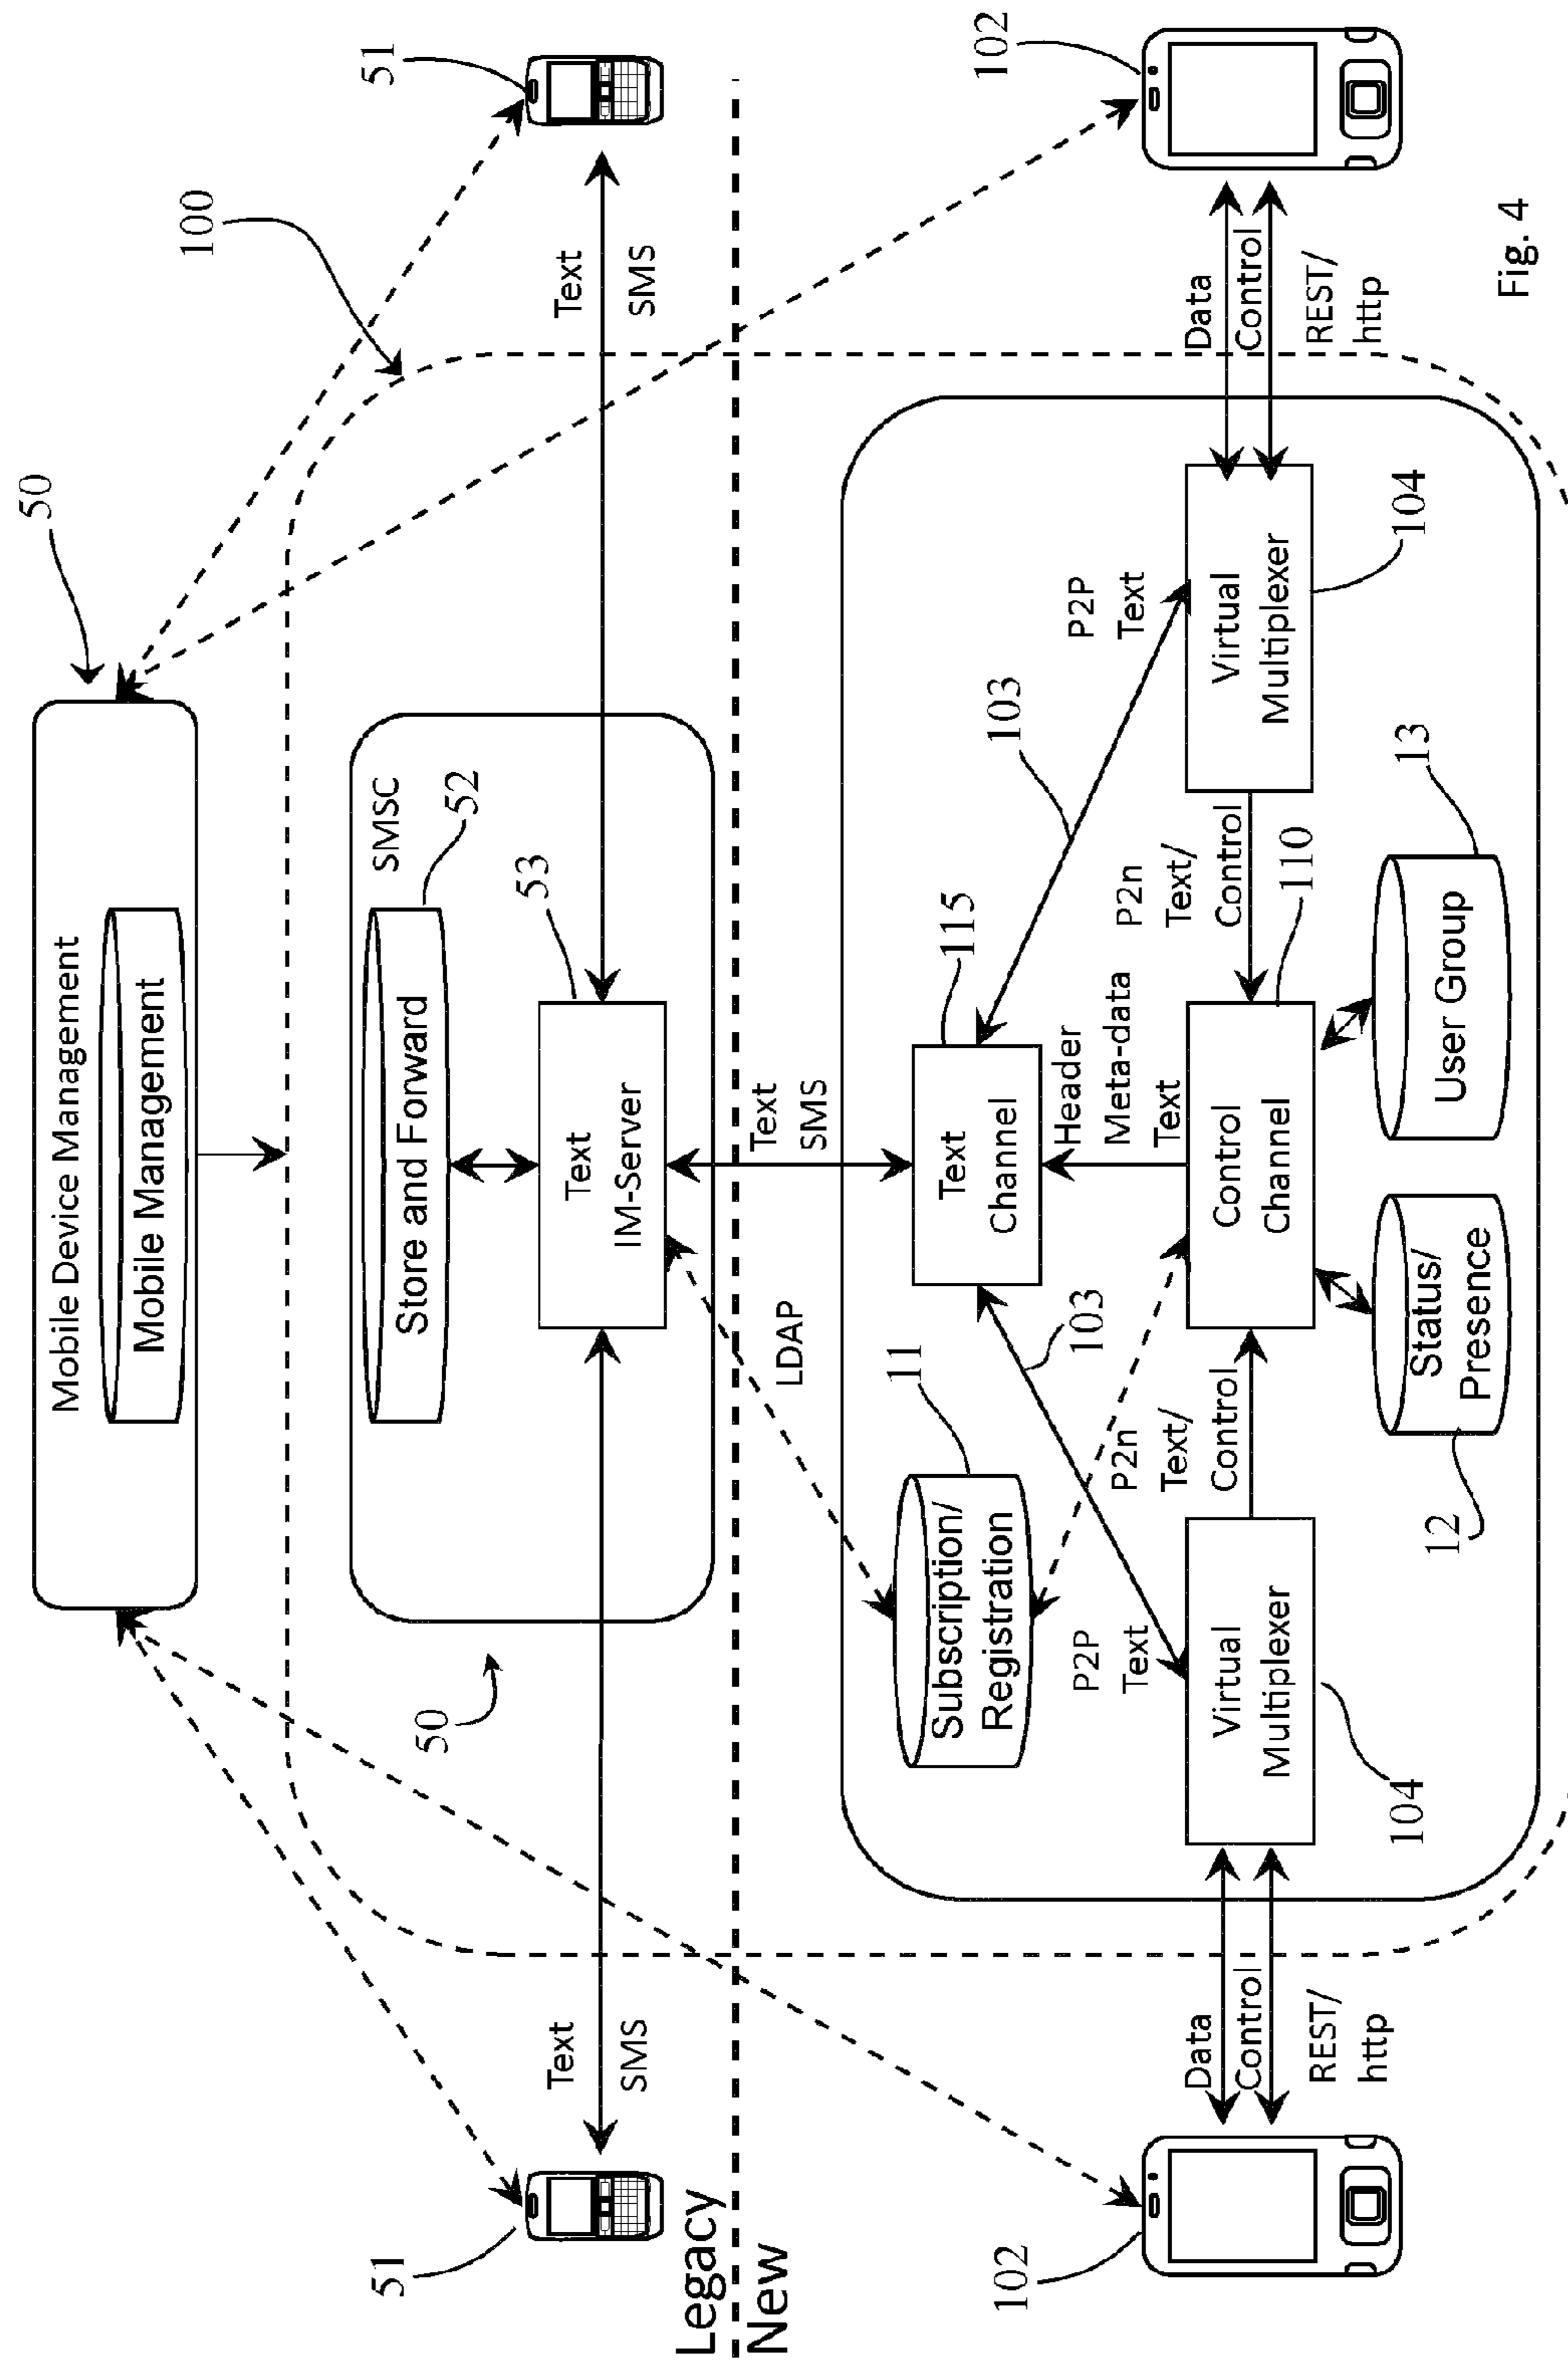 50
Mobile Device Management
Mobile Management
100
51
51
SMSC
Store and Forward
52
50
53
Text
IM-Server
Text
SMS
Text
SMS
Legacy
New
LDAP
Text
SMS
11
Subscription/
Registration
115
Text
Channel
103
103
P2P
Text
P2P
Text
Header
Meta-data
Text
P2n
Text/
Control
P2n
Text/
Control
102
102
Data
Control
REST/
http
Virtual
Multiplexer
104
Control
Channel
110
Virtual
Multiplexer
104
Data
Control
REST/
http
12
Status/
Presence
User Group
13
Fig. 4